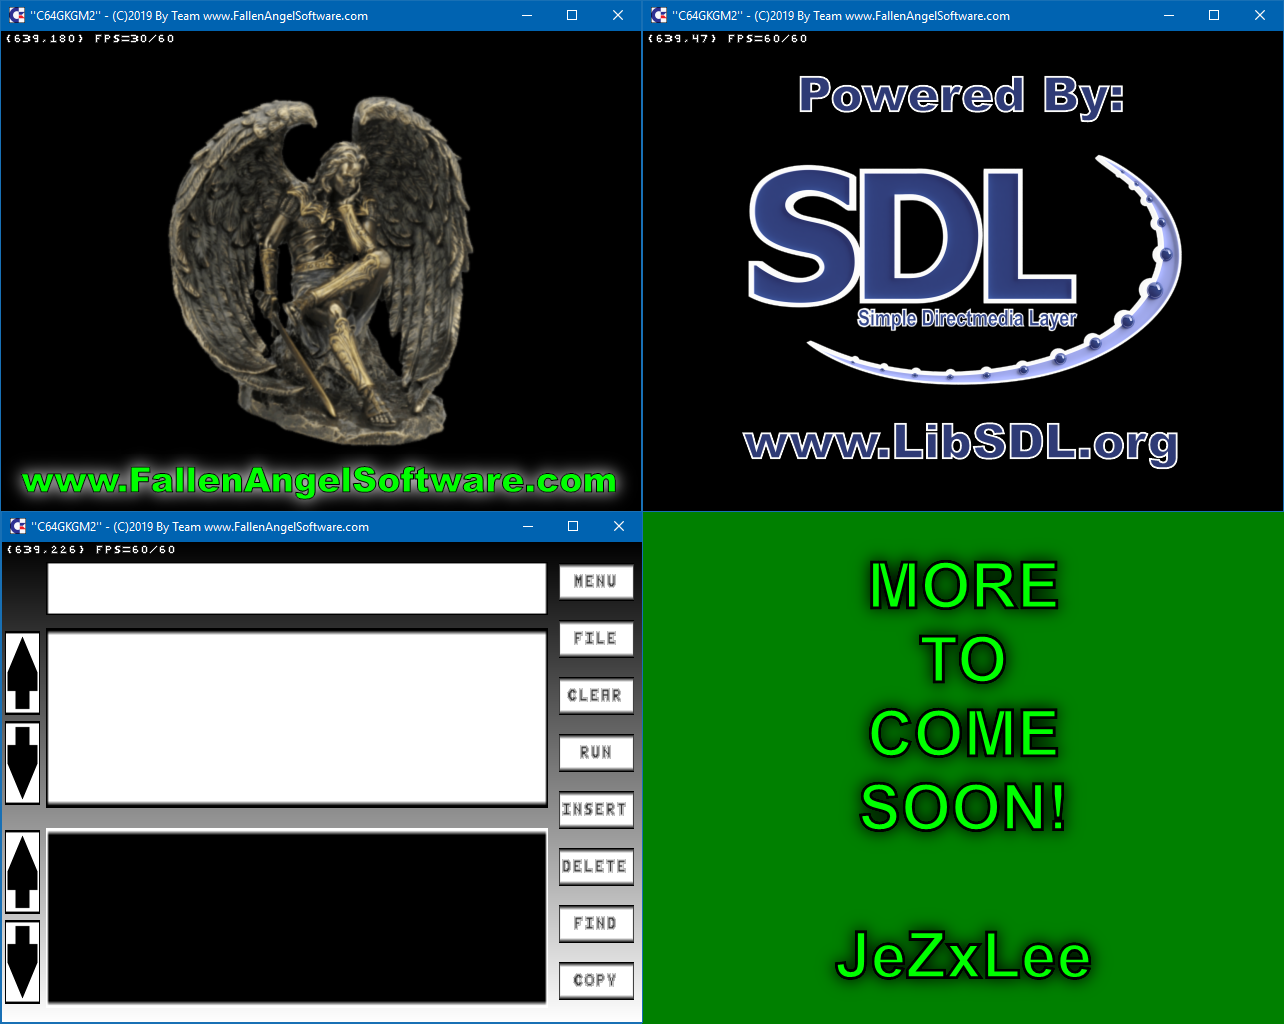 "C64GKGM2" - (C)2019 By Team www.FallenAngelSoftware.com
{639,180} FPS=30/60
www.FallenAngelSoftware.com
"C64GKGM2" - (C)2019 By Team www.FallenAngelSoftware.com
{639,47} FPS=60/60
Powered By:
SDL
Simple Directmedia Layer
www.LibSDL.org
"C64GKGM2" - (C)2019 By Team www.FallenAngelSoftware.com
{639,226} FPS=60/60
MENU
FILE
CLEAR
RUN
INSERT
DELETE
FIND
COPY
MORE
TO
COME
SOON!
JeZxLee